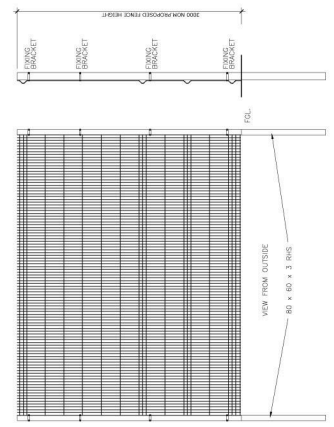 3000 NOM PROPOSED FENCE HEIGHT
FIXING
BRACKET
FIXING
BRACKET
FIXING
BRACKET
FIXING
BRACKET
FGL.
VIEW FROM OUTSIDE
80 x 60 x 3 RHS